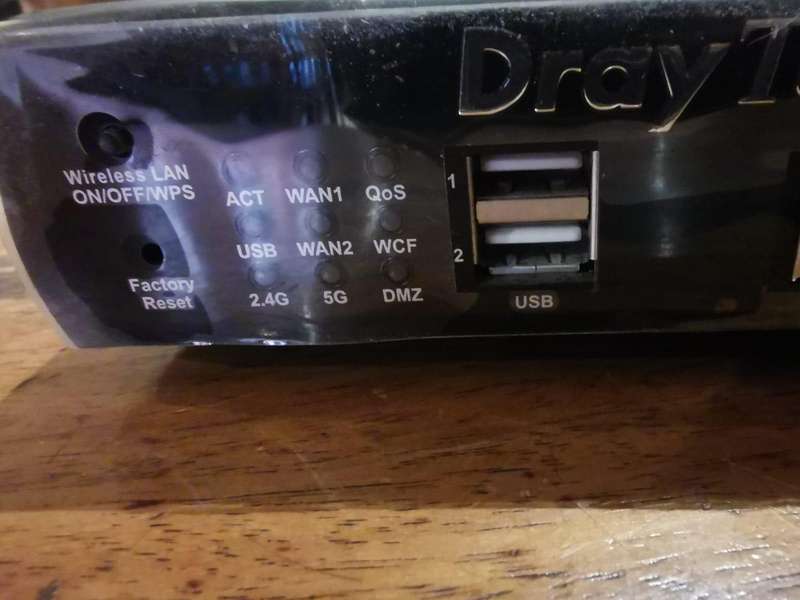 Dray
Wireless LAN
ON/OFF/WPS
ACT WAN1 QoS
USB WAN2 WCF
2.4G 5G DMZ
Factory
Reset
1
2
USB